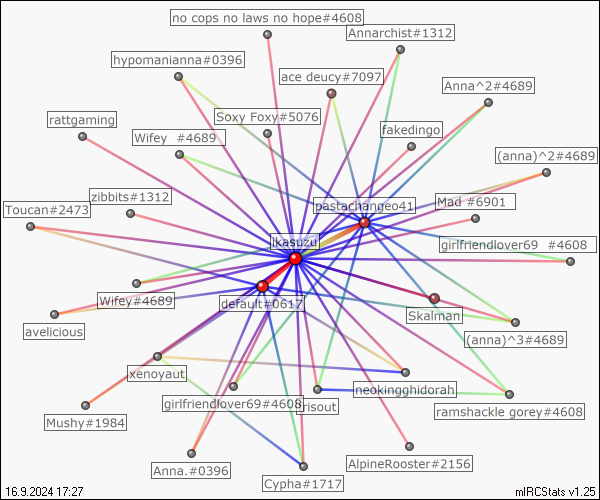 no cops no laws no hope#4608
Annarchist#1312
hypomanianna#0396
ace deucy#7097
Anna^2#4689
rattgaming
Soxy Foxy#5076
Wifey  #4689
fakedingo
(anna)^2#4689
zibbits#1312
pastachangeo41
Mad #6901
Toucan#2473
ikasuzu
girlfriendlover69  #4608
Wifey#4689
default#0617
Skalman
avelicious
(anna)^3#4689
xenoyaut
neokingghidorah
girlfriendlover69#4608
risout
ramshackle gorey#4608
Mushy#1984
Anna.#0396
AlpineRooster#2156
Cypha#1717
16.9.2024 17:27
mIRCStats v1.25